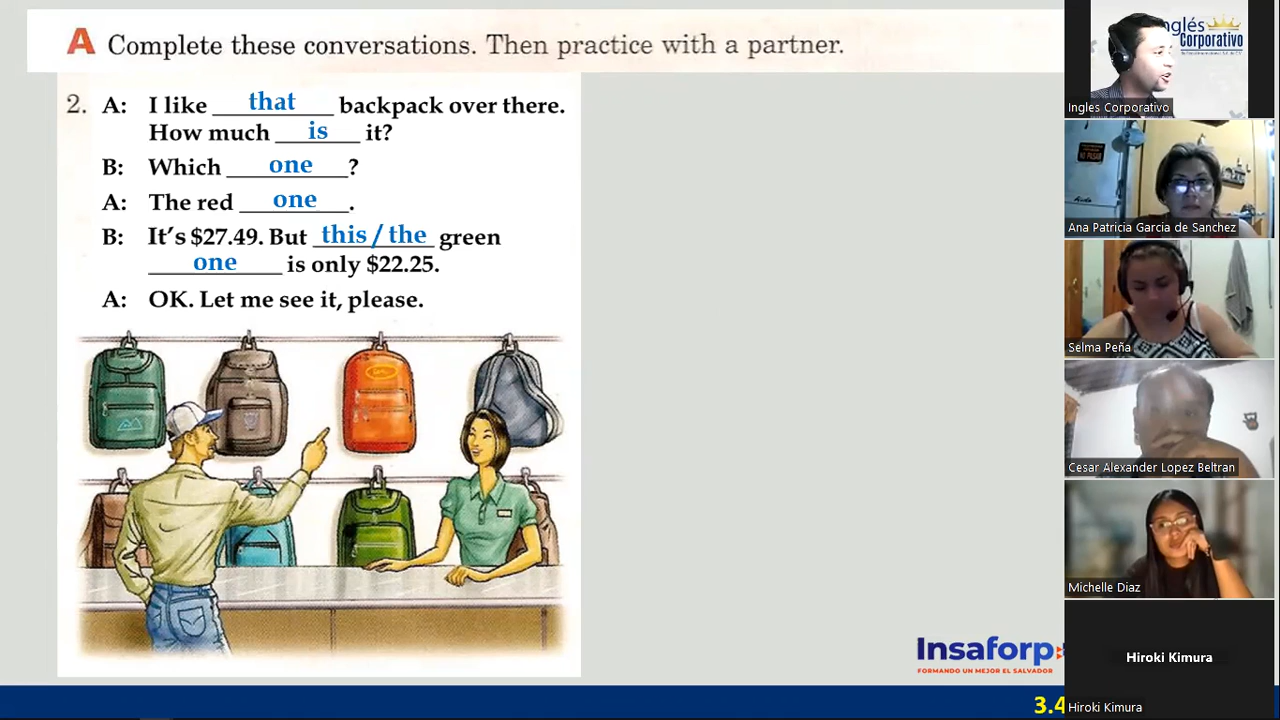 A Complete these conversations. Then practice with a partner.
2. A: I like that backpack over there.
How much is it?
B: Which one ?
A: The red one .
B: It's $27.49. But this / the green
one is only $22.25.
A: OK. Let me see it, please.
Insaforp
FORMANDO UN MEJOR EL SALVADOR
3.4
Inglés
Corporativo
Ingles Corporativo
NO PASAR
Ana Patricia Garcia de Sanchez
Selma Peña
Cesar Alexander Lopez Beltran
Michelle Diaz
Hiroki Kimura
Hiroki Kimura